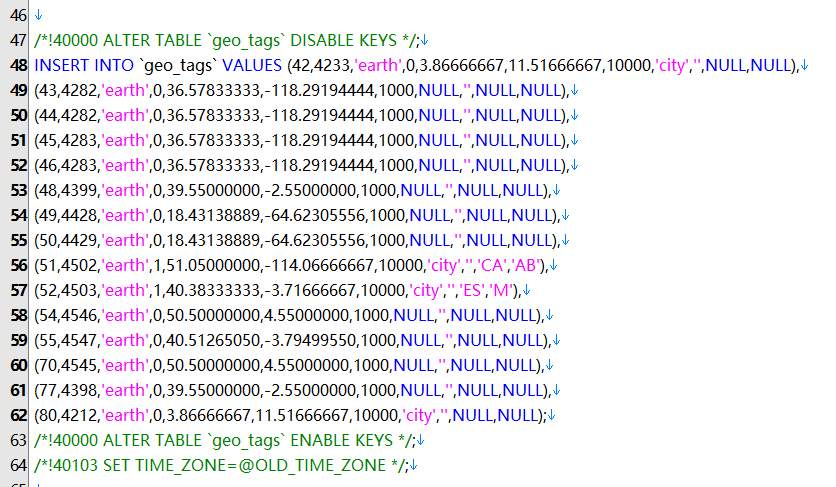 46 ↓
47 /*!40000 ALTER TABLE `geo_tags` DISABLE KEYS */;↓
48 INSERT INTO `geo_tags` VALUES (42,4233,'earth',0,3.86666667,11.51666667,10000,'city','',NULL,NULL),↓
49 (43,4282,'earth',0,36.57833333,-118.29194444,1000,NULL,'',NULL,NULL),↓
50 (44,4282,'earth',0,36.57833333,-118.29194444,1000,NULL,'',NULL,NULL),↓
51 (45,4283,'earth',0,36.57833333,-118.29194444,1000,NULL,'',NULL,NULL),↓
52 (46,4283,'earth',0,36.57833333,-118.29194444,1000,NULL,'',NULL,NULL),↓
53 (48,4399,'earth',0,39.55000000,-2.55000000,1000,NULL,'',NULL,NULL),↓
54 (49,4428,'earth',0,18.43138889,-64.62305556,1000,NULL,'',NULL,NULL),↓
55 (50,4429,'earth',0,18.43138889,-64.62305556,1000,NULL,'',NULL,NULL),↓
56 (51,4502,'earth',1,51.05000000,-114.06666667,10000,'city','','CA','AB'),↓
57 (52,4503,'earth',1,40.38333333,-3.71666667,10000,'city','','ES','M'),↓
58 (54,4546,'earth',0,50.50000000,4.55000000,1000,NULL,'',NULL,NULL),↓
59 (55,4547,'earth',0,40.51265050,-3.79499550,1000,NULL,'',NULL,NULL),↓
60 (70,4545,'earth',0,50.50000000,4.55000000,1000,NULL,'',NULL,NULL),↓
61 (77,4398,'earth',0,39.55000000,-2.55000000,1000,NULL,'',NULL,NULL),↓
62 (80,4212,'earth',0,3.86666667,11.51666667,10000,'city','',NULL,NULL);↓
63 /*!40000 ALTER TABLE `geo_tags` ENABLE KEYS */;↓
64 /*!40103 SET TIME_ZONE=@OLD_TIME_ZONE */;↓